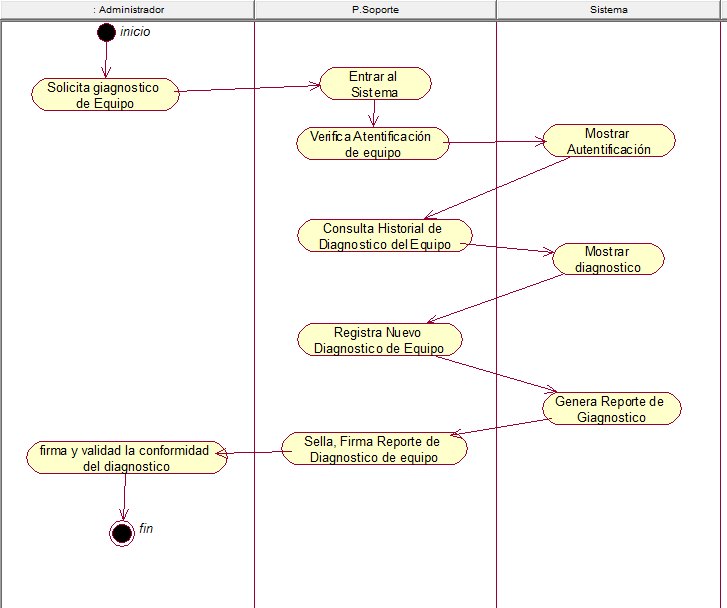 : Administrador
P.Soporte
Sistema
inicio
Solicita giagnostico
de Equipo
Entrar al
Sistema
Verifica Atentificación
de equipo
Mostrar
Autentificación
Consulta Historial de
Diagnostico del Equipo
Mostrar
diagnostico
Registra Nuevo
Diagnostico de Equipo
Genera Reporte de
Giagnostico
Sella, Firma Reporte de
Diagnostico de equipo
firma y validad la conformidad
del diagnostico
fin